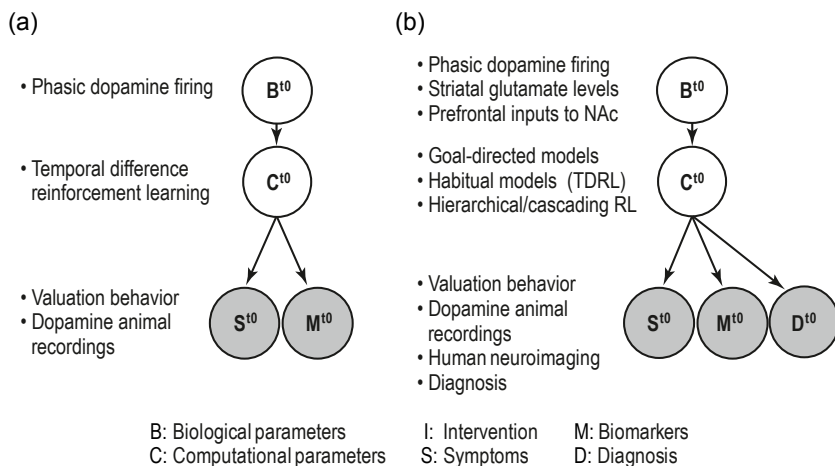 (a)
• Phasic dopamine firing
B^t0
• Temporal difference
reinforcement learning
C^t0
• Valuation behavior
• Dopamine animal
recordings
S^t0 M^t0
(b)
• Phasic dopamine firing
• Striatal glutamate levels
• Prefrontal inputs to NAc
B^t0
• Goal-directed models
• Habitual models (TDRL)
• Hierarchical/cascading RL
C^t0
• Valuation behavior
• Dopamine animal
recordings
• Human neuroimaging
• Diagnosis
S^t0 M^t0 D^t0
B: Biological parameters I: Intervention M: Biomarkers
C: Computational parameters S: Symptoms D: Diagnosis